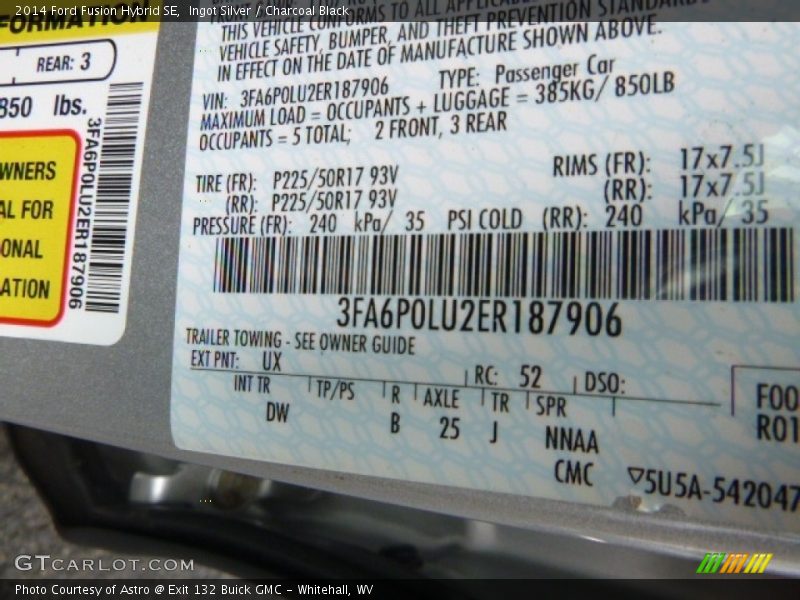 2014 Ford Fusion Hybrid SE, Ingot Silver / Charcoal Black
THIS VEHICLE CONFORMS TO ALL
VEHICLE SAFETY, BUMPER, AND THEFT PREVENTION STANDARDS
IN EFFECT ON THE DATE OF MANUFACTURE SHOWN ABOVE.
VIN: 3FA6P0LU2ER187906 TYPE: Passenger Car
MAXIMUM LOAD = OCCUPANTS + LUGGAGE = 385KG/ 850LB
OCCUPANTS = 5 TOTAL; 2 FRONT, 3 REAR
TIRE (FR): P225/50R17 93V RIMS (FR): 17x7.5J
(RR): P225/50R17 93V (RR): 17x7.5J
PRESSURE (FR): 240 kPa/ 35 PSI COLD (RR): 240 kPa/ 35
3FA6P0LU2ER187906
TRAILER TOWING - SEE OWNER GUIDE
EXT PNT: UX RC: 52 DSO:
INT TR TP/PS R AXLE TR SPR
DW B 25 J NNAA
CMC
F00
R01
5U5A-542047
REAR: 3
850 lbs.
3FA6P0LU2ER187906
WNERS
AL FOR
ONAL
ATION
GTCARLOT.COM
Photo Courtesy of Astro @ Exit 132 Buick GMC - Whitehall, WV